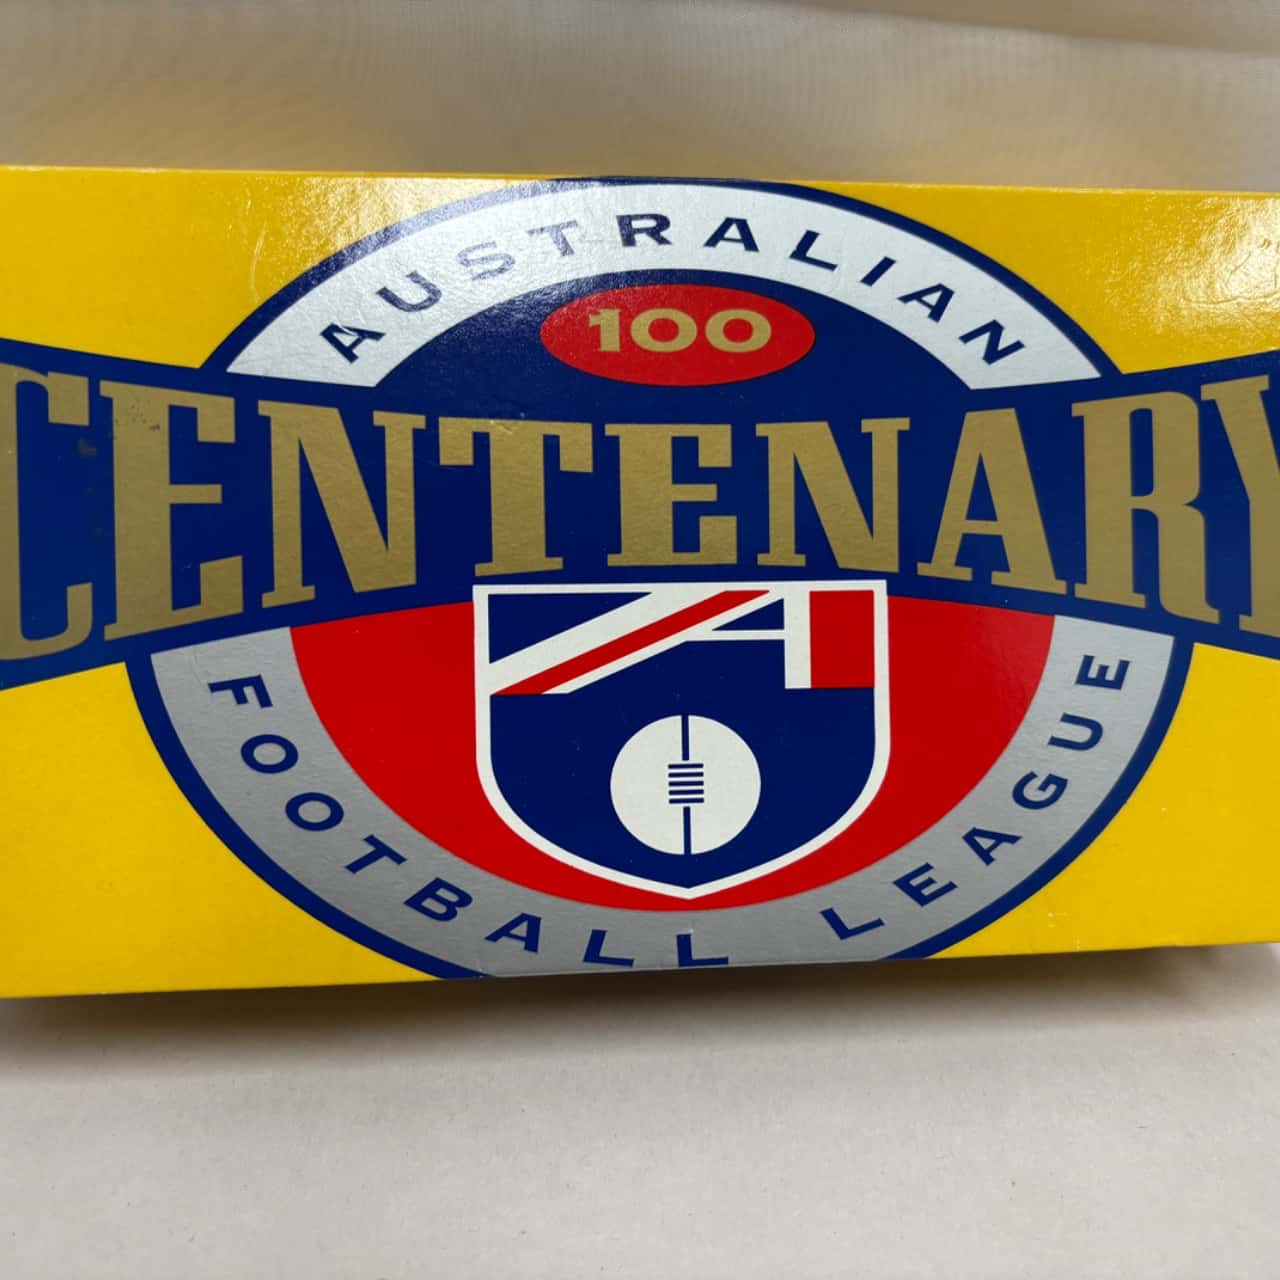 AUSTRALIAN
100
CENTENARY
FOOTBALL LEAGUE